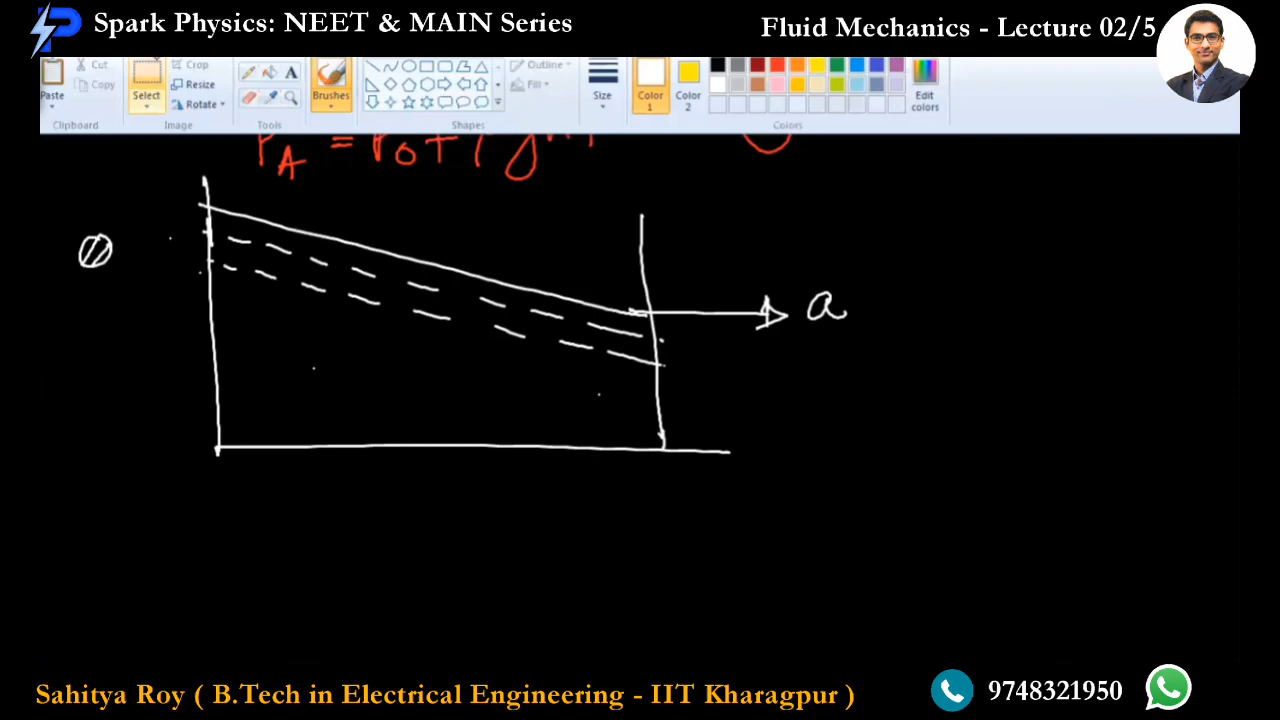 Spark Physics: NEET & MAIN Series
Fluid Mechanics - Lecture 02/5
Cut
Crop
Outline
Paste
Copy
Select
Resize
Rotate
Brushes
Fill
Size
Color 1
Color 2
Edit colors
Clipboard
Image
Tools
Shapes
Colors
a
Sahitya Roy ( B.Tech in Electrical Engineering - IIT Kharagpur )
9748321950